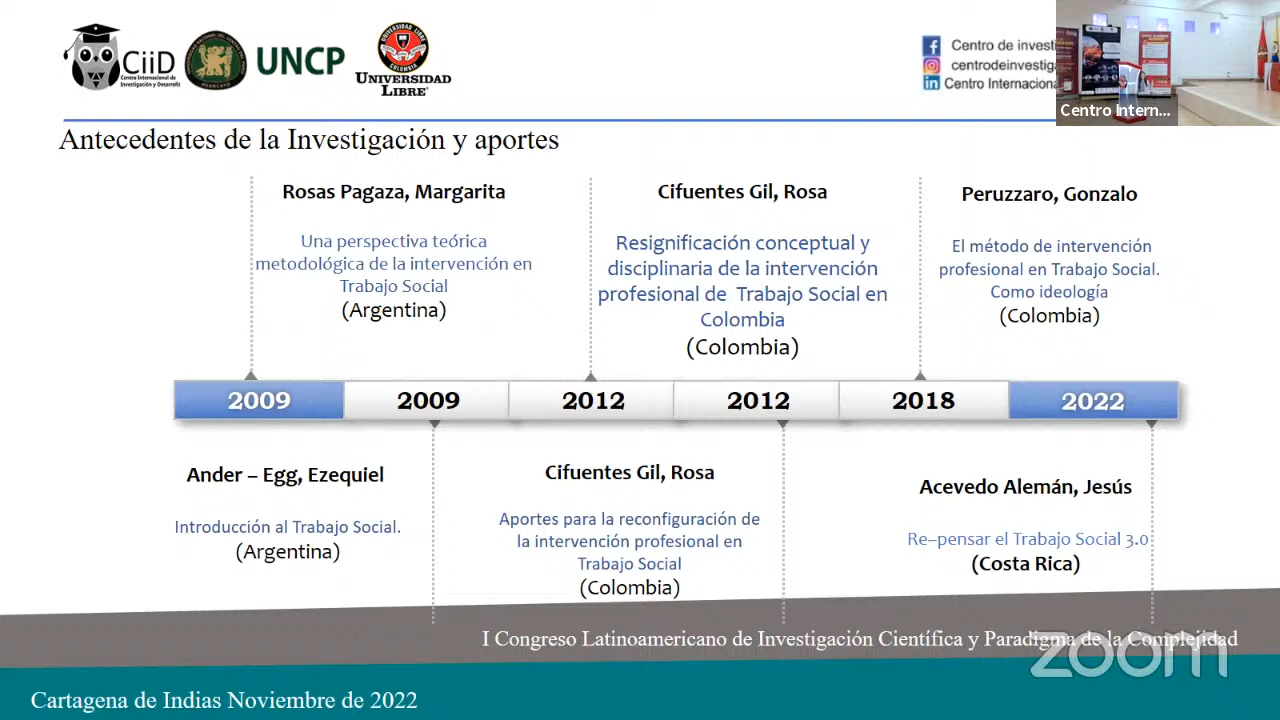 CiiD
Centro Internacional de
Investigación y Desarrollo
UNCP
UNIVERSIDAD LIBRE
COLOMBIA
UNIVERSIDAD
LIBRE®
Centro de investi
centrodeinvestiga
Centro Internaciona
Centro Intern...
Antecedentes de la Investigación y aportes
Rosas Pagaza, Margarita
Una perspectiva teórica
metodológica de la intervención en
Trabajo Social
(Argentina)
Cifuentes Gil, Rosa
Resignificación conceptual y
disciplinaria de la intervención
profesional de Trabajo Social en
Colombia
(Colombia)
Peruzzaro, Gonzalo
El método de intervención
profesional en Trabajo Social.
Como ideología
(Colombia)
2009
2009
2012
2012
2018
2022
Ander – Egg, Ezequiel
Introducción al Trabajo Social.
(Argentina)
Cifuentes Gil, Rosa
Aportes para la reconfiguración de
la intervención profesional en
Trabajo Social
(Colombia)
Acevedo Alemán, Jesús
Re–pensar el Trabajo Social 3.0
(Costa Rica)
I Congreso Latinoamericano de Investigación Científica y Paradigma de la Complejidad
zoom
Cartagena de Indias Noviembre de 2022